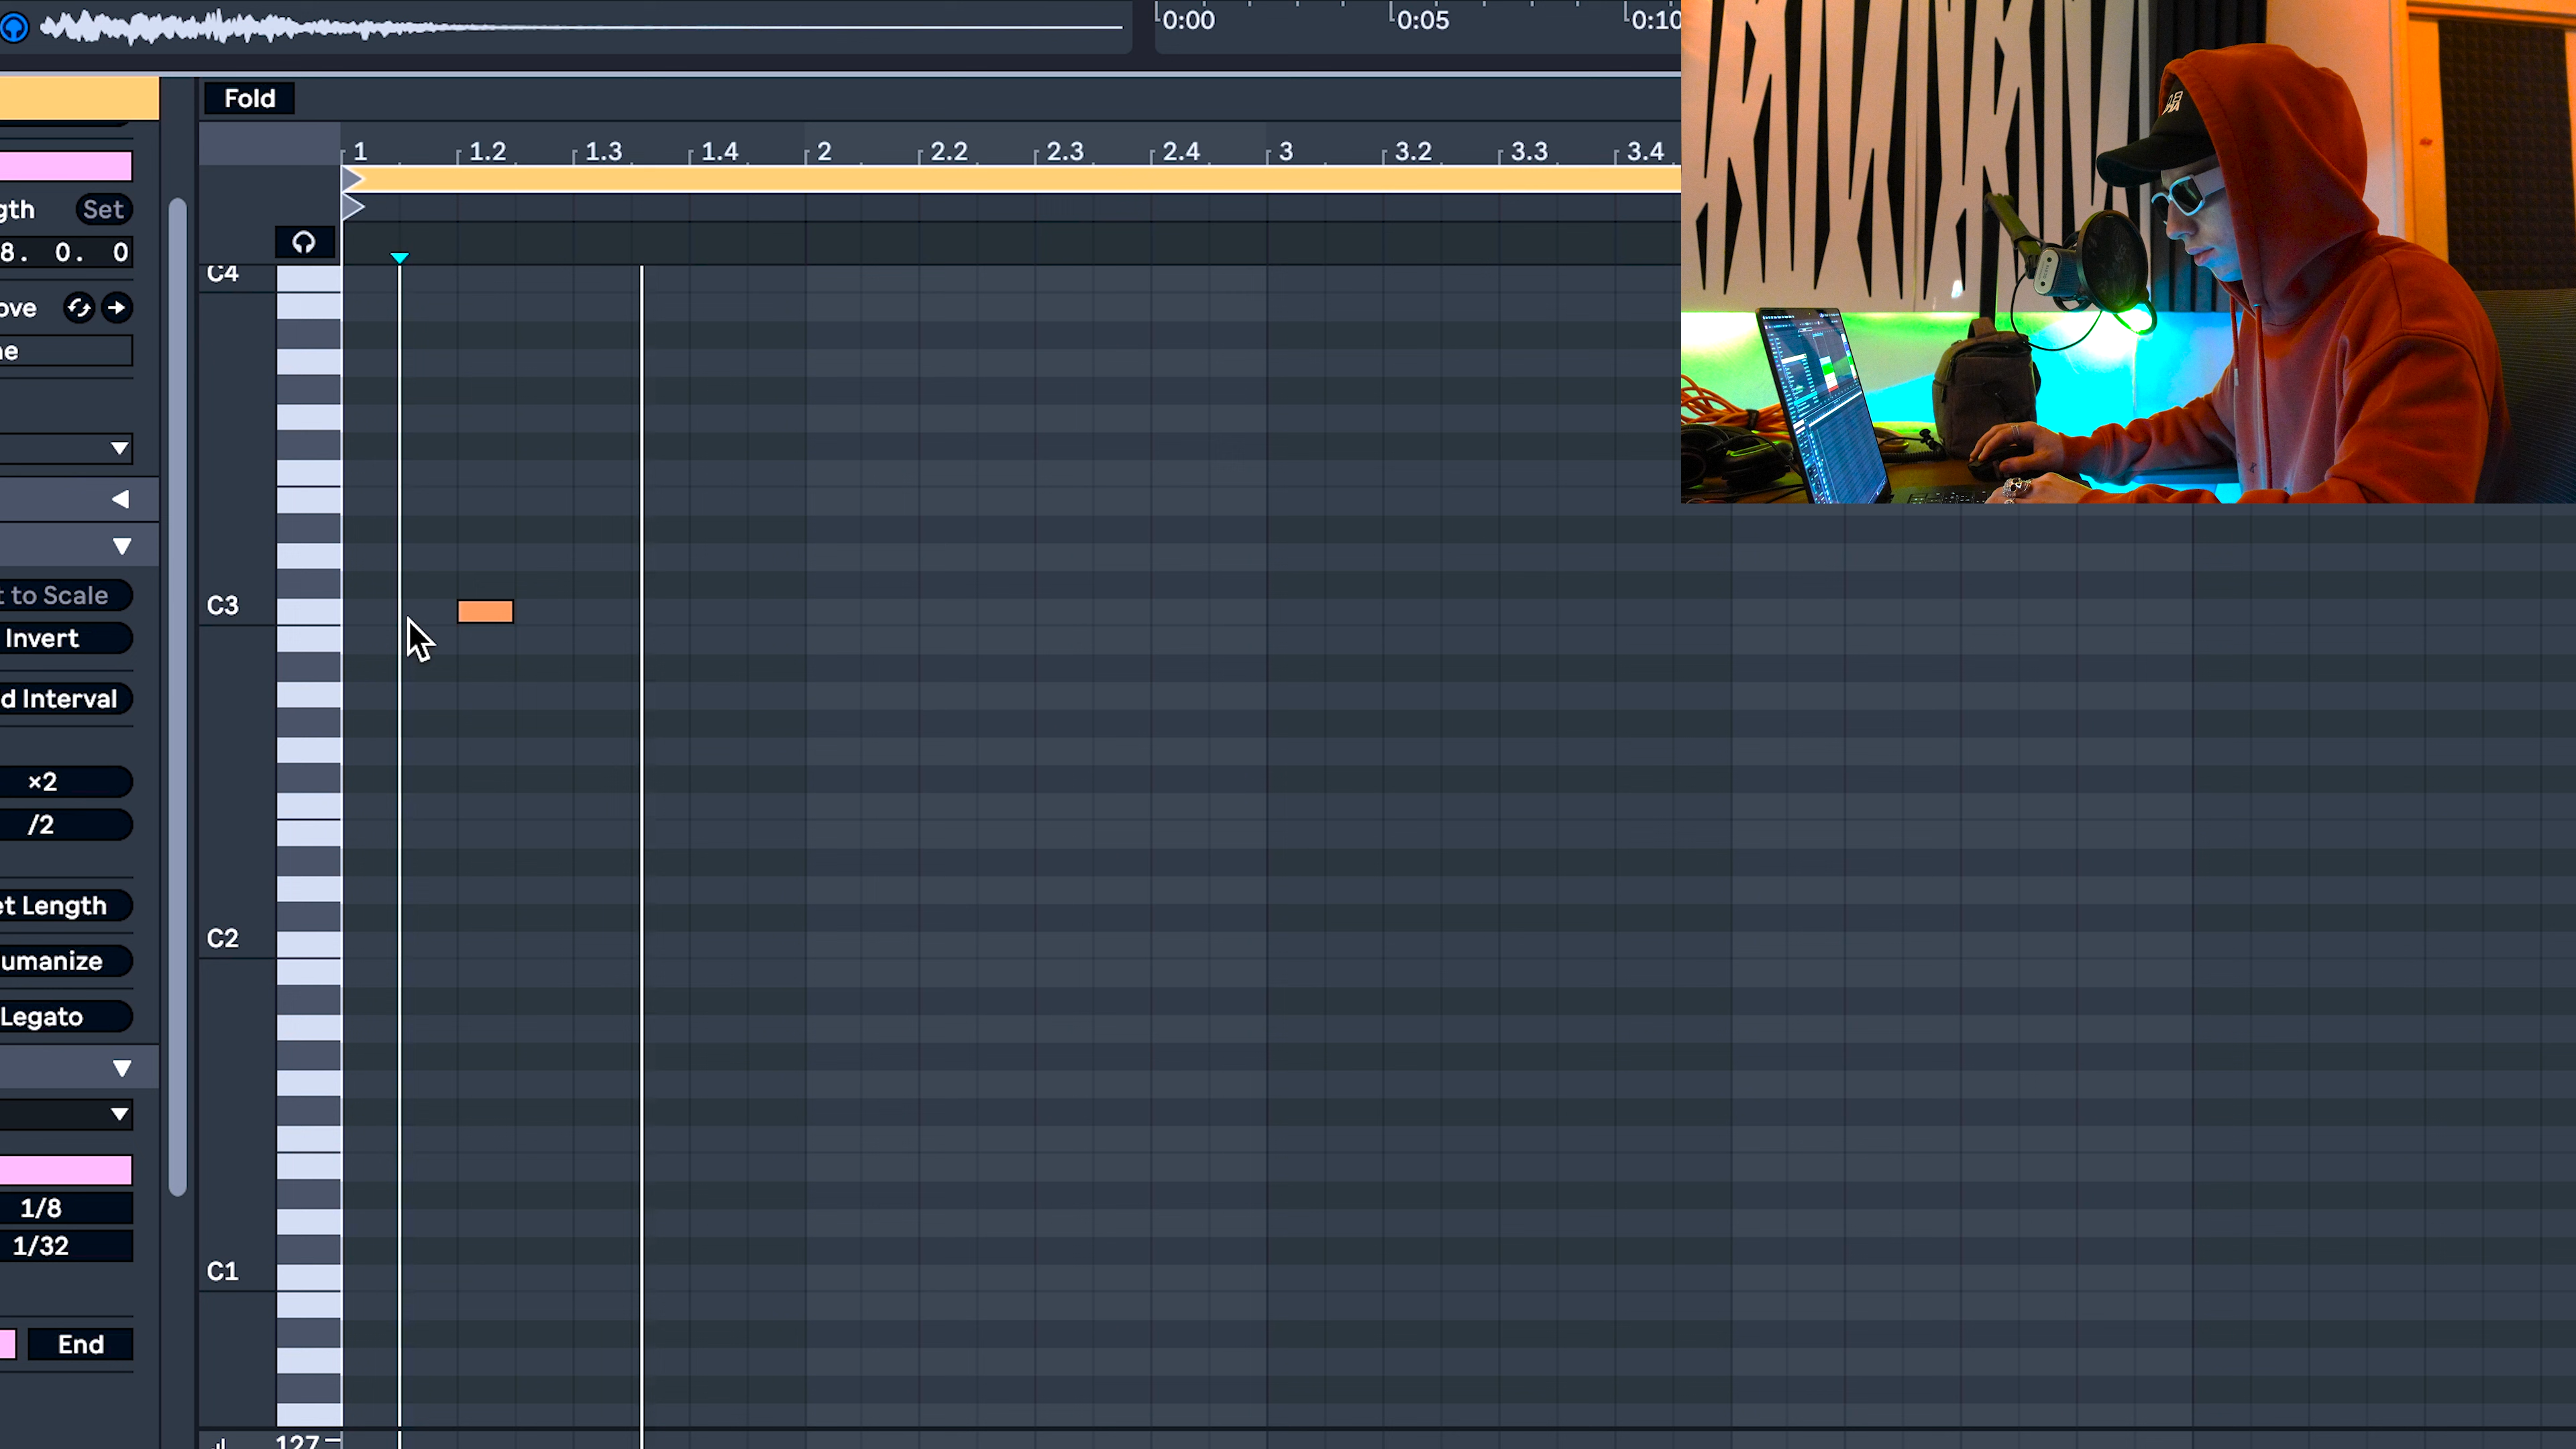 0:00 0:05 0:10
Fold
1 1.2 1.3 1.4 2 2.2 2.3 2.4 3 3.2 3.3 3.4
gth Set
8. 0. 0
C4
ove
ne
t to Scale
C3
Invert
d Interval
×2
/2
et Length
C2
umanize
Legato
1/8
1/32
C1
End
127